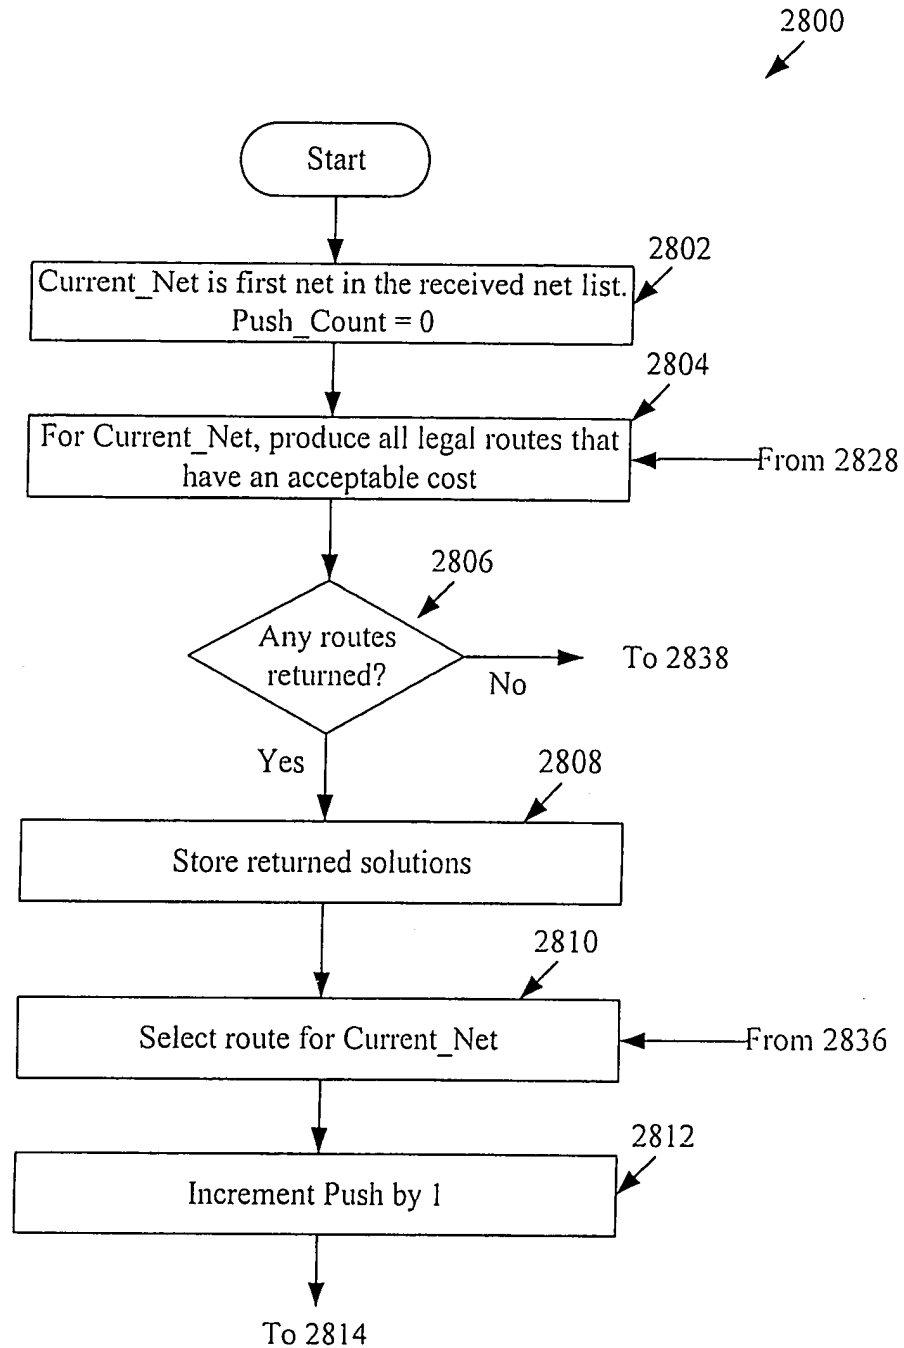 2800
Start
2802
Current_Net is first net in the received net list.
Push_Count = 0
2804
For Current_Net, produce all legal routes that
have an acceptable cost
From 2828
2806
Any routes
returned?
No
To 2838
Yes
2808
Store returned solutions
2810
Select route for Current_Net
From 2836
2812
Increment Push by 1
To 2814